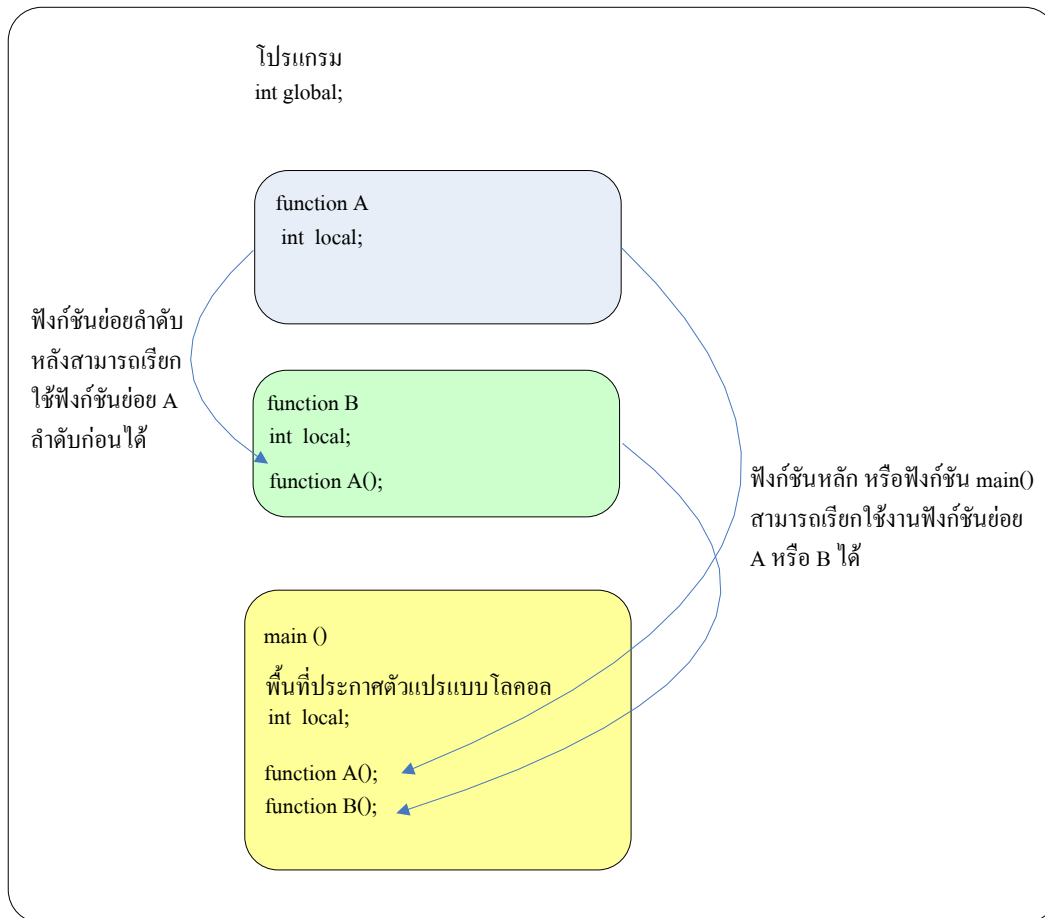 โปรแกรม
int global;
function A
int local;
ฟังก์ชันย่อยลำดับ
หลังสามารถเรียก
ใช้ฟังก์ชันย่อย A
ลำดับก่อนได้
function B
int local;
function A();
ฟังก์ชันหลัก หรือฟังก์ชัน main()
สามารถเรียกใช้งานฟังก์ชันย่อย
A หรือ B ได้
main ()
พื้นที่ประกาศตัวแปรแบบโลคอล
int local;
function A();
function B();